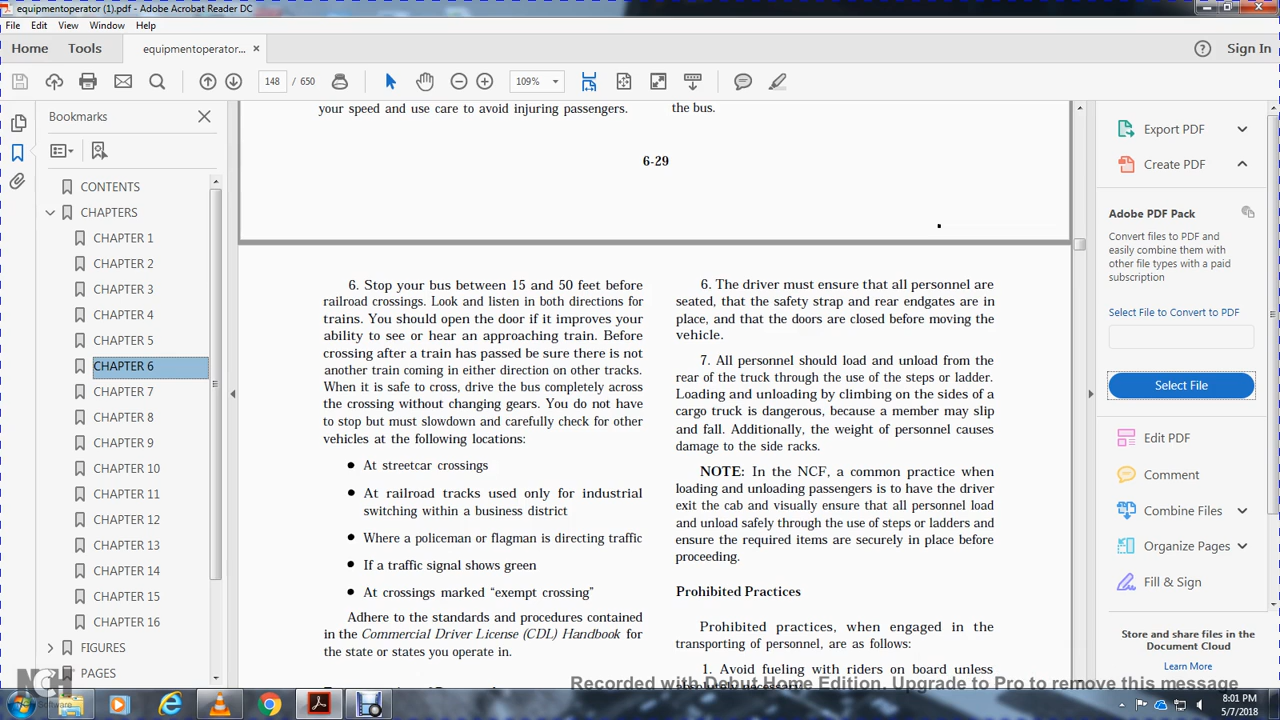 equipmentoperator (1).pdf - Adobe Acrobat Reader DC
File Edit View Window Help
Home Tools equipmentoperator... × Sign In
148 / 650 109%
Bookmarks
CONTENTS
CHAPTERS
CHAPTER 1
CHAPTER 2
CHAPTER 3
CHAPTER 4
CHAPTER 5
CHAPTER 6
CHAPTER 7
CHAPTER 8
CHAPTER 9
CHAPTER 10
CHAPTER 11
CHAPTER 12
CHAPTER 13
CHAPTER 14
CHAPTER 15
CHAPTER 16
FIGURES
PAGES
your speed and use care to avoid injuring passengers.
the bus.
6-29
6. Stop your bus between 15 and 50 feet before
railroad crossings. Look and listen in both directions for
trains. You should open the door if it improves your
ability to see or hear an approaching train. Before
crossing after a train has passed be sure there is not
another train coming in either direction on other tracks.
When it is safe to cross, drive the bus completely across
the crossing without changing gears. You do not have
to stop but must slowdown and carefully check for other
vehicles at the following locations:
● At streetcar crossings
● At railroad tracks used only for industrial
switching within a business district
● Where a policeman or flagman is directing traffic
● If a traffic signal shows green
● At crossings marked “exempt crossing”
Adhere to the standards and procedures contained
in the Commercial Driver License (CDL) Handbook for
the state or states you operate in.
6. The driver must ensure that all personnel are
seated, that the safety strap and rear endgates are in
place, and that the doors are closed before moving the
vehicle.
7. All personnel should load and unload from the
rear of the truck through the use of the steps or ladder.
Loading and unloading by climbing on the sides of a
cargo truck is dangerous, because a member may slip
and fall. Additionally, the weight of personnel causes
damage to the side racks.
NOTE: In the NCF, a common practice when
loading and unloading passengers is to have the driver
exit the cab and visually ensure that all personnel load
and unload safely through the use of steps or ladders and
ensure the required items are securely in place before
proceeding.
Prohibited Practices
Prohibited practices, when engaged in the
transporting of personnel, are as follows:
1. Avoid fueling with riders on board unless
Export PDF
Create PDF
Adobe PDF Pack
Convert files to PDF and
easily combine them with
other file types with a paid
subscription
Select File to Convert to PDF
Select File
Edit PDF
Comment
Combine Files
Organize Pages
Fill & Sign
Store and share files in the
Document Cloud
Learn More
NCH Software
Recorded with Debut Home Edition. Upgrade to Pro to remove this message
8:01 PM
5/7/2018